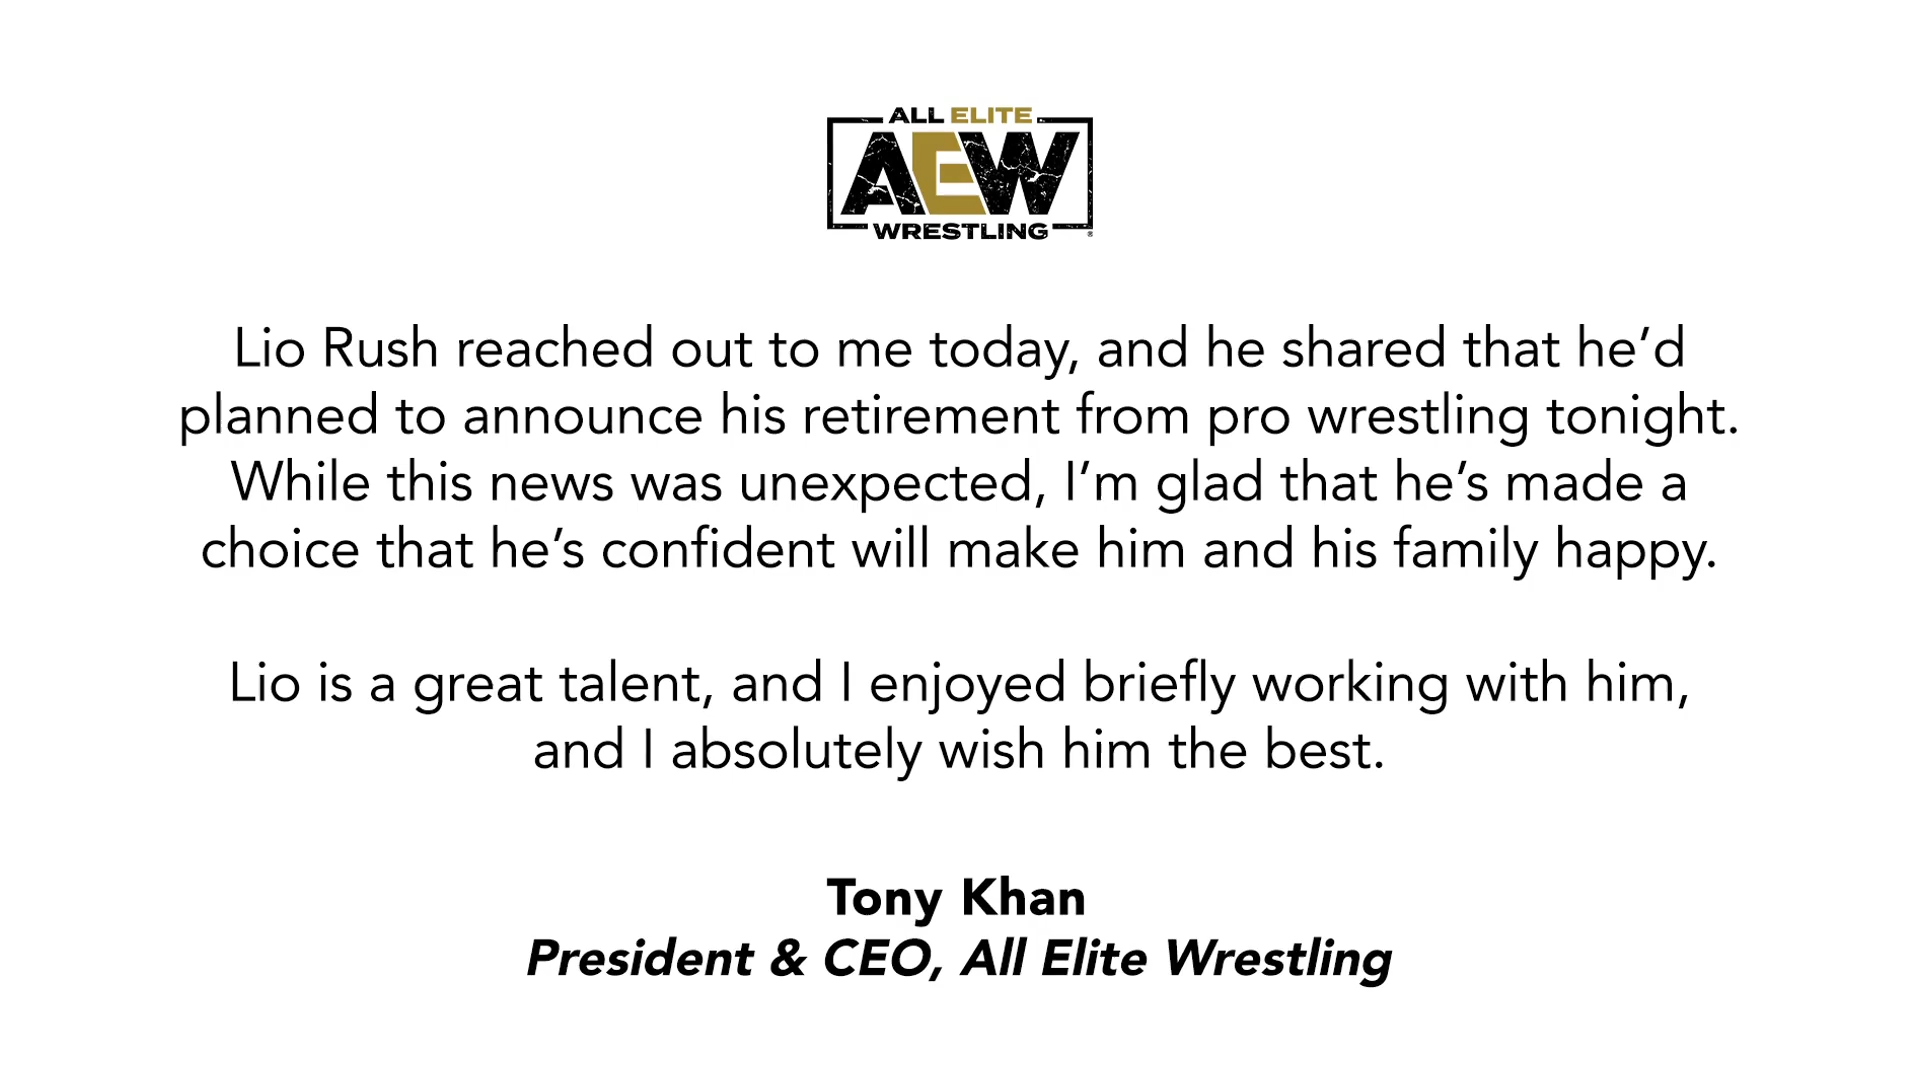 ALL ELITE
AEW
WRESTLING
Lio Rush reached out to me today, and he shared that he’d
planned to announce his retirement from pro wrestling tonight.
While this news was unexpected, I’m glad that he’s made a
choice that he’s confident will make him and his family happy.
Lio is a great talent, and I enjoyed briefly working with him,
and I absolutely wish him the best.
Tony Khan
President & CEO, All Elite Wrestling